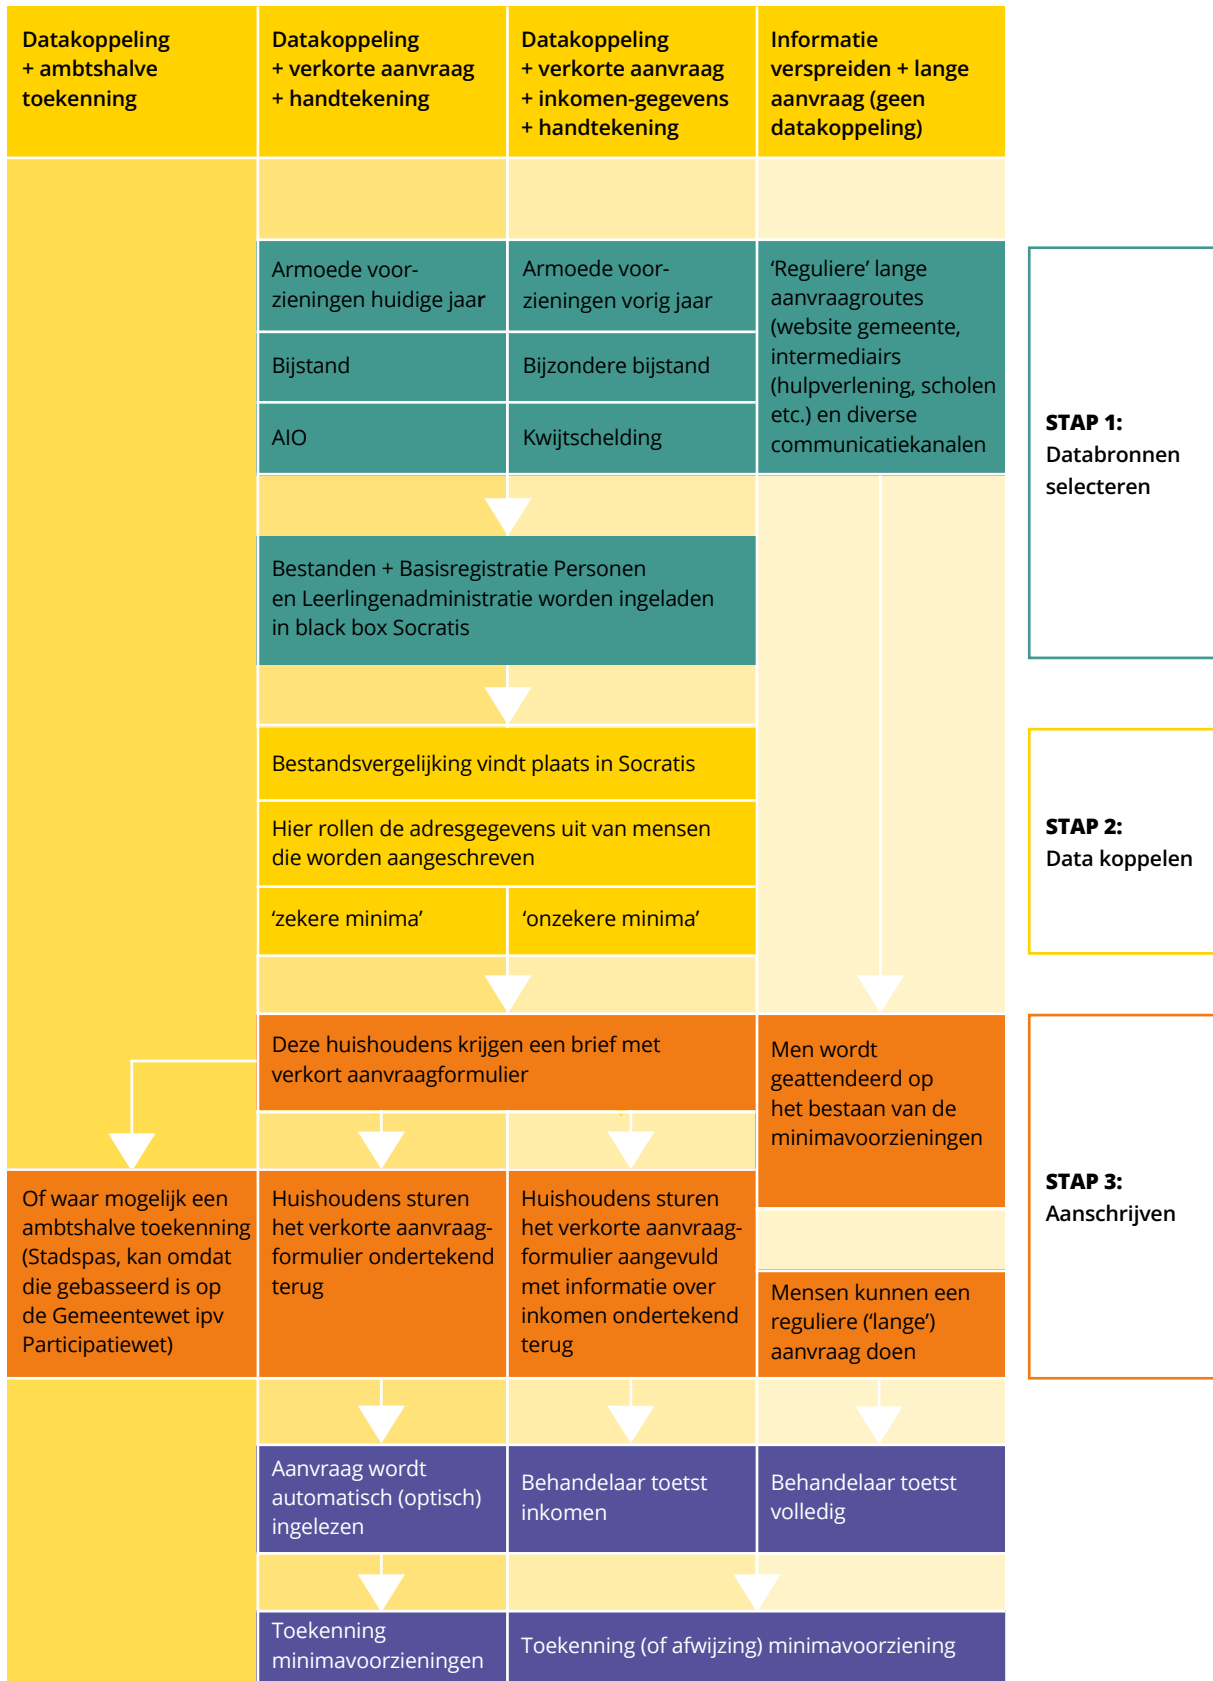 Datakoppeling
+ ambtshalve
toekenning
Datakoppeling
+ verkorte aanvraag
+ handtekening
Datakoppeling
+ verkorte aanvraag
+ inkomen-gegevens
+ handtekening
Informatie
verspreiden + lange
aanvraag (geen
datakoppeling)
Armoede voor-
zieningen huidige jaar
Armoede voor-
zieningen vorig jaar
‘Reguliere’ lange
aanvraagroutes
(website gemeente,
intermediairs
(hulpverlening, scholen
etc.) en diverse
communicatiekanalen
Bijstand
Bijzondere bijstand
AIO
Kwijtschelding
STAP 1:
Databronnen
selecteren
Bestanden + Basisregistratie Personen
en Leerlingenadministratie worden ingeladen
in black box Socratis
Bestandsvergelijking vindt plaats in Socratis
Hier rollen de adresgegevens uit van mensen
die worden aangeschreven
‘zekere minima’
‘onzekere minima’
STAP 2:
Data koppelen
Deze huishoudens krijgen een brief met
verkort aanvraagformulier
Men wordt
geattendeerd op
het bestaan van de
minimavoorzieningen
Of waar mogelijk een
ambtshalve toekenning
(Stadspas, kan omdat
die gebasseerd is op
de Gemeentewet ipv
Participatiewet)
Huishoudens sturen
het verkorte aanvraag-
formulier ondertekend
terug
Huishoudens sturen
het verkorte aanvraag-
formulier aangevuld
met informatie over
inkomen ondertekend
terug
Mensen kunnen een
reguliere (‘lange’)
aanvraag doen
STAP 3:
Aanschrijven
Aanvraag wordt
automatisch (optisch)
ingelezen
Behandelaar toetst
inkomen
Behandelaar toetst
volledig
Toekenning
minimavoorzieningen
Toekenning (of afwijzing) minimavoorziening